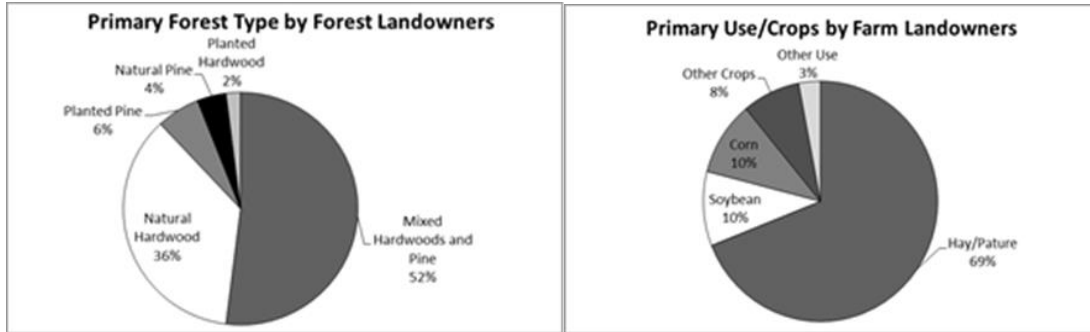 Primary Forest Type by Forest Landowners
Planted
Hardwood
2%
Natural Pine
4%
Planted Pine
6%
Natural
Hardwood
36%
Mixed
Hardwoods and
Pine
52%
Primary Use/Crops by Farm Landowners
Other Use
3%
Other Crops
8%
Corn
10%
Soybean
10%
Hay/Pature
69%